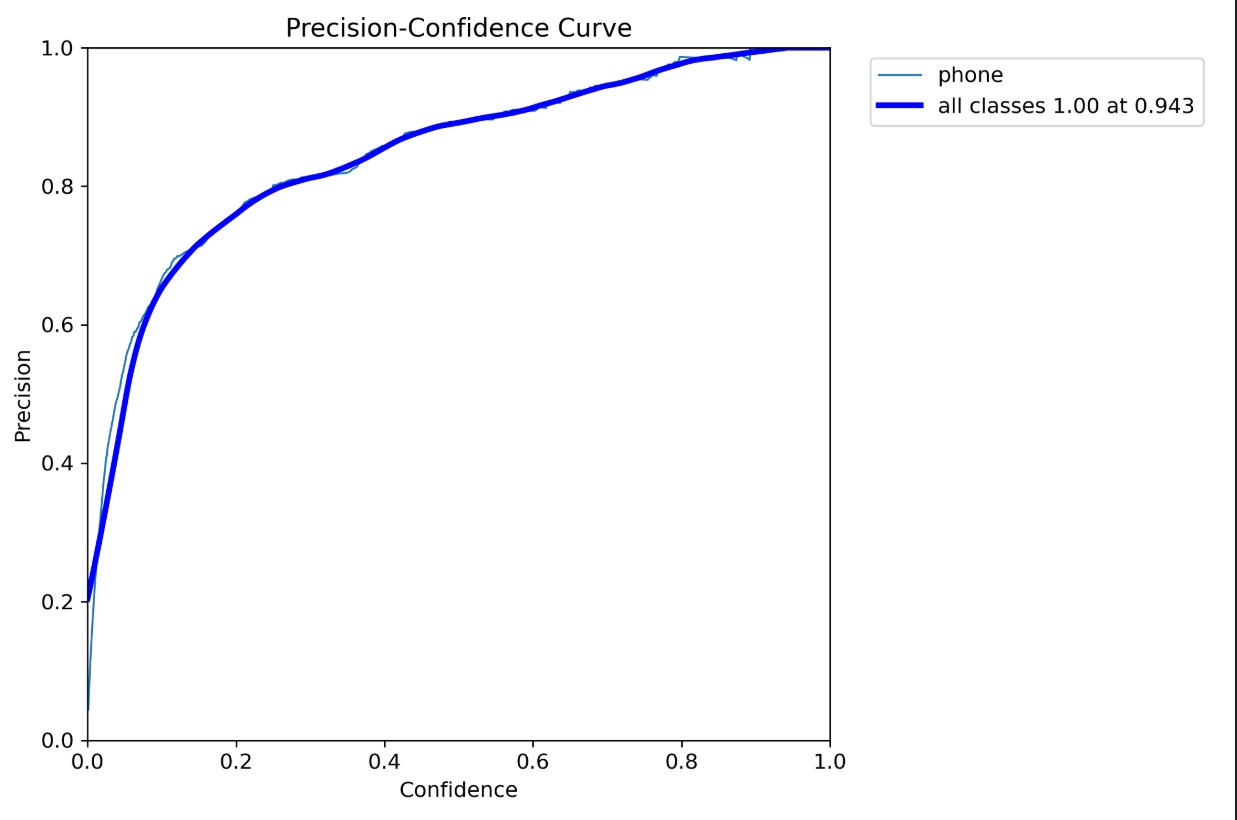 Precision-Confidence Curve
1.0
0.8
0.6
0.4
0.2
0.0
Precision
0.0 0.2 0.4 0.6 0.8 1.0
Confidence
phone
all classes 1.00 at 0.943